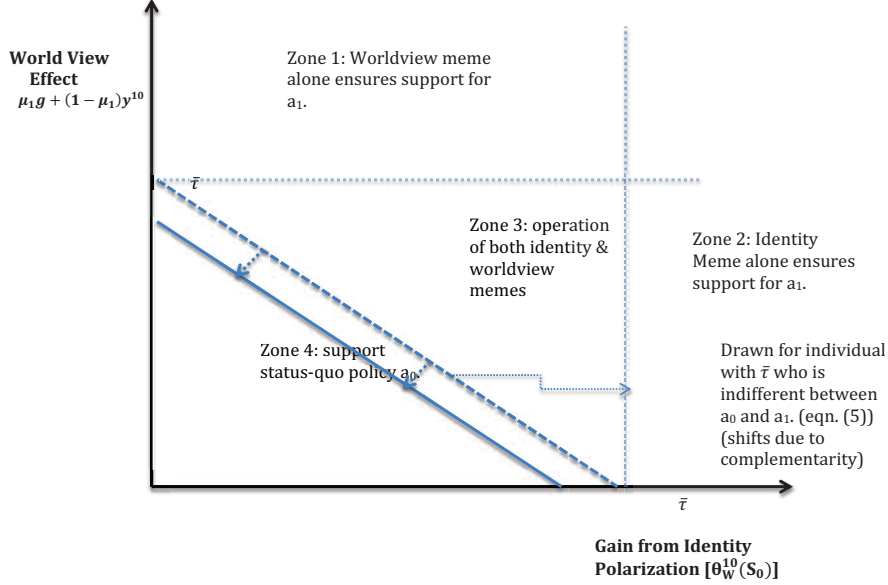 World View
Effect
μ₁g + (1 − μ₁)y¹⁰
Zone 1: Worldview meme
alone ensures support for
a₁.
τ̄
Zone 3: operation
of both identity &
worldview
memes
Zone 2: Identity
Meme alone ensures
support for a₁.
Zone 4: support
status-quo policy a₀.
Drawn for individual
with τ̄ who is
indifferent between
a₀ and a₁. (eqn. (5))
(shifts due to
complementarity)
τ̄
Gain from Identity
Polarization [θ_W^10(S₀)]